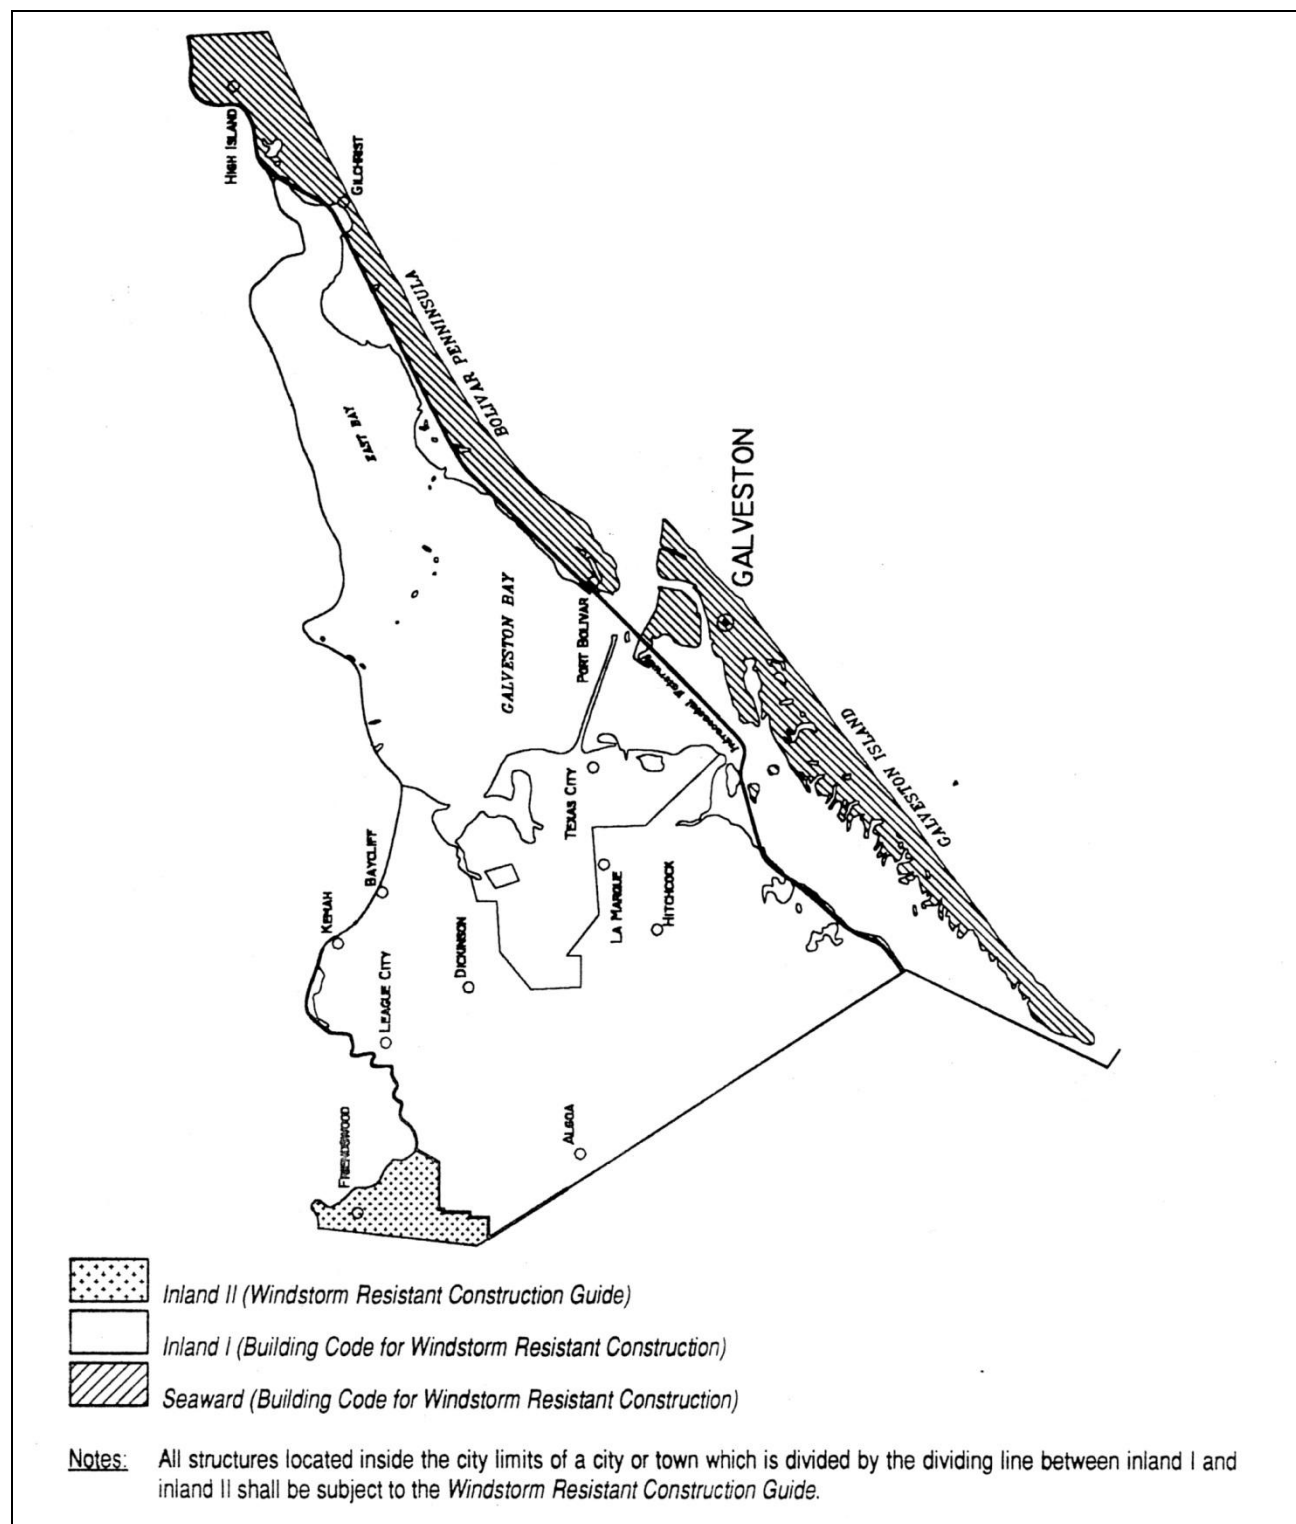 HIGH ISLAND
GILCHRIST
BOLIVAR PENNINSULA
EAST BAY
GALVESTON
GALVESTON BAY
PORT BOLIVAR
Intracoastal Waterway
GALVESTON ISLAND
TEXAS CITY
BAYCLIFF
KEMAH
LA MARQUE
HITCHCOCK
DICKINSON
LEAGUE CITY
ALGOA
FRIENDSWOOD
Inland II (Windstorm Resistant Construction Guide)
Inland I (Building Code for Windstorm Resistant Construction)
Seaward (Building Code for Windstorm Resistant Construction)
Notes: All structures located inside the city limits of a city or town which is divided by the dividing line between inland I and
inland II shall be subject to the Windstorm Resistant Construction Guide.